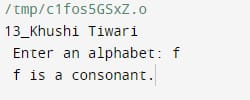 /tmp/c1fos5GSxZ.o
13_Khushi Tiwari
Enter an alphabet: f
f is a consonant.